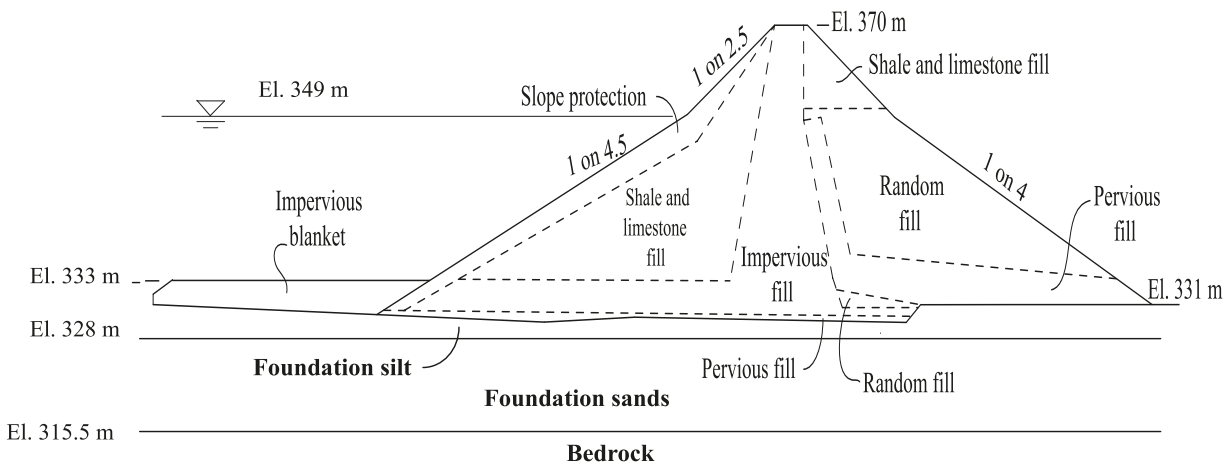 El. 370 m
1 on 2.5
Shale and limestone fill
El. 349 m
Slope protection
1 on 4.5
1 on 4
Impervious
blanket
Shale and
limestone
fill
Random
fill
Pervious
fill
Impervious
fill
El. 333 m
El. 331 m
El. 328 m
Foundation silt
Pervious fill
Random fill
Foundation sands
El. 315.5 m
Bedrock